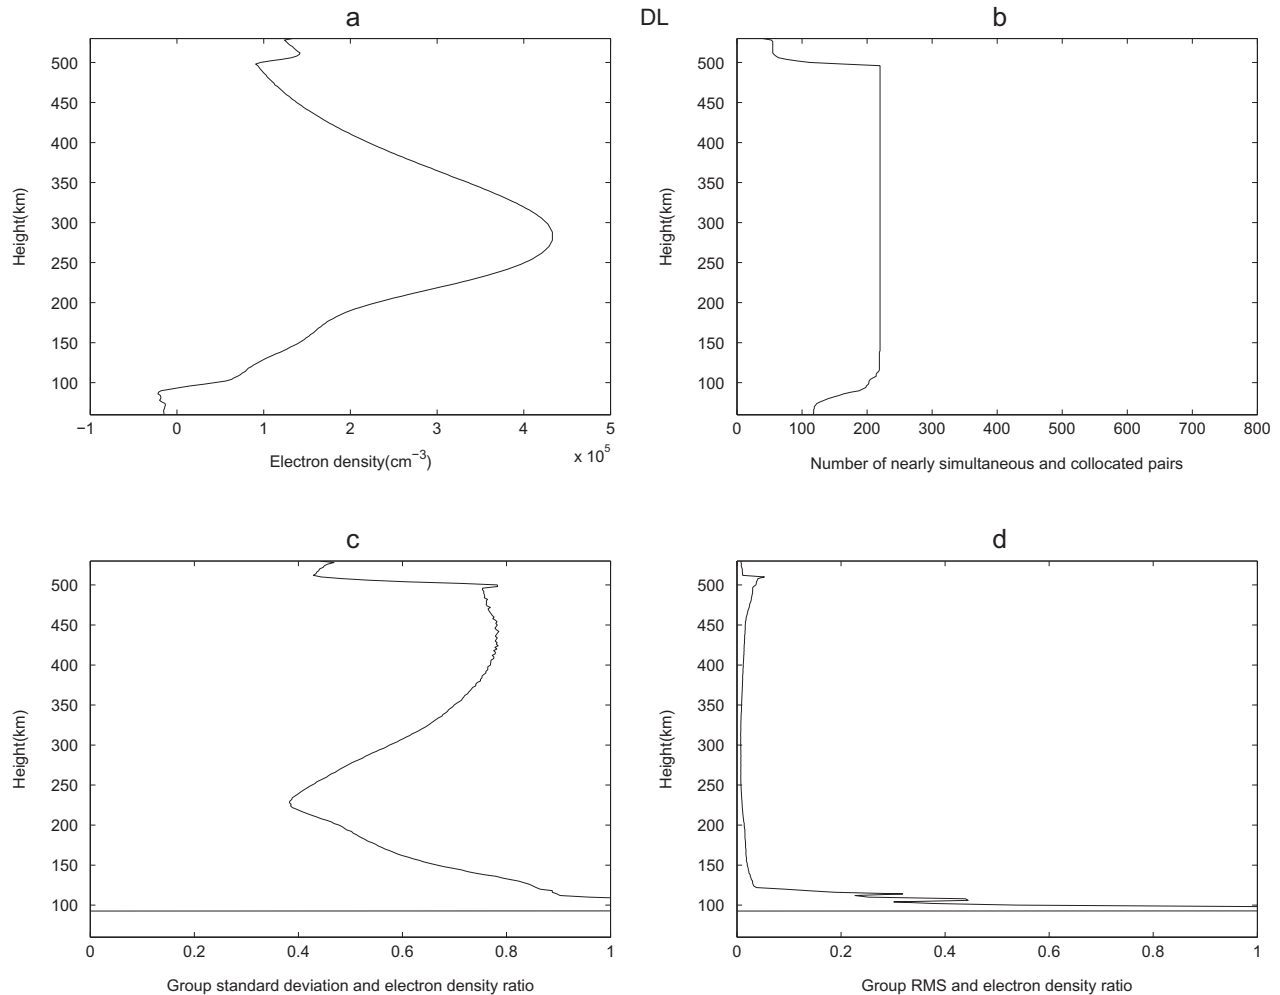 DL
a
500
450
400
350
300
250
200
150
100
Height(km)
−1 0 1 2 3 4 5
x 10^5
Electron density(cm^−3)
b
500
450
400
350
300
250
200
150
100
Height(km)
0 100 200 300 400 500 600 700 800
Number of nearly simultaneous and collocated pairs
c
500
450
400
350
300
250
200
150
100
Height(km)
0 0.2 0.4 0.6 0.8 1
Group standard deviation and electron density ratio
d
500
450
400
350
300
250
200
150
100
Height(km)
0 0.2 0.4 0.6 0.8 1
Group RMS and electron density ratio